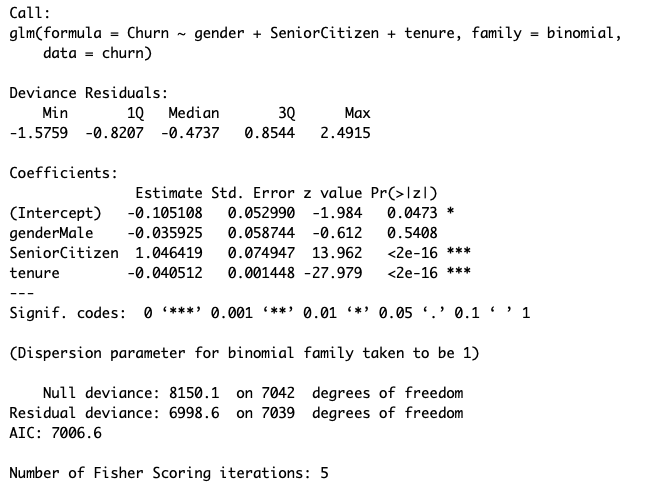 Call:
glm(formula = Churn ~ gender + SeniorCitizen + tenure, family = binomial,
    data = churn)

Deviance Residuals:
    Min       1Q   Median       3Q      Max
-1.5759  -0.8207  -0.4737   0.8544   2.4915

Coefficients:
               Estimate Std. Error z value Pr(>|z|)
(Intercept)   -0.105108   0.052990  -1.984   0.0473 *
genderMale    -0.035925   0.058744  -0.612   0.5408
SeniorCitizen  1.046419   0.074947  13.962   <2e-16 ***
tenure        -0.040512   0.001448 -27.979   <2e-16 ***
---
Signif. codes:  0 ‘***’ 0.001 ‘**’ 0.01 ‘*’ 0.05 ‘.’ 0.1 ‘ ’ 1

(Dispersion parameter for binomial family taken to be 1)

    Null deviance: 8150.1  on 7042  degrees of freedom
Residual deviance: 6998.6  on 7039  degrees of freedom
AIC: 7006.6

Number of Fisher Scoring iterations: 5